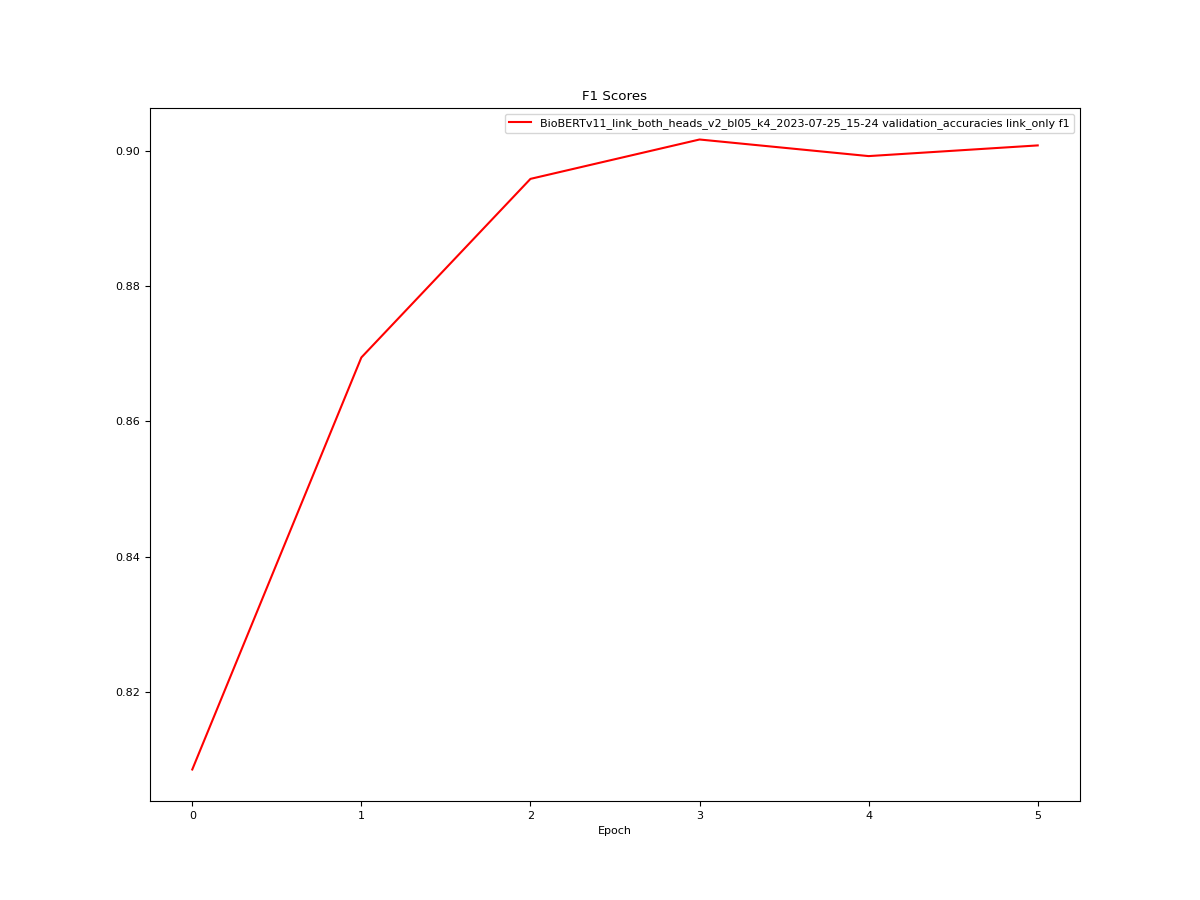 F1 Scores
BioBERTv11_link_both_heads_v2_bl05_k4_2023-07-25_15-24 validation_accuracies link_only f1
0.90
0.88
0.86
0.84
0.82
0 1 2 3 4 5
Epoch